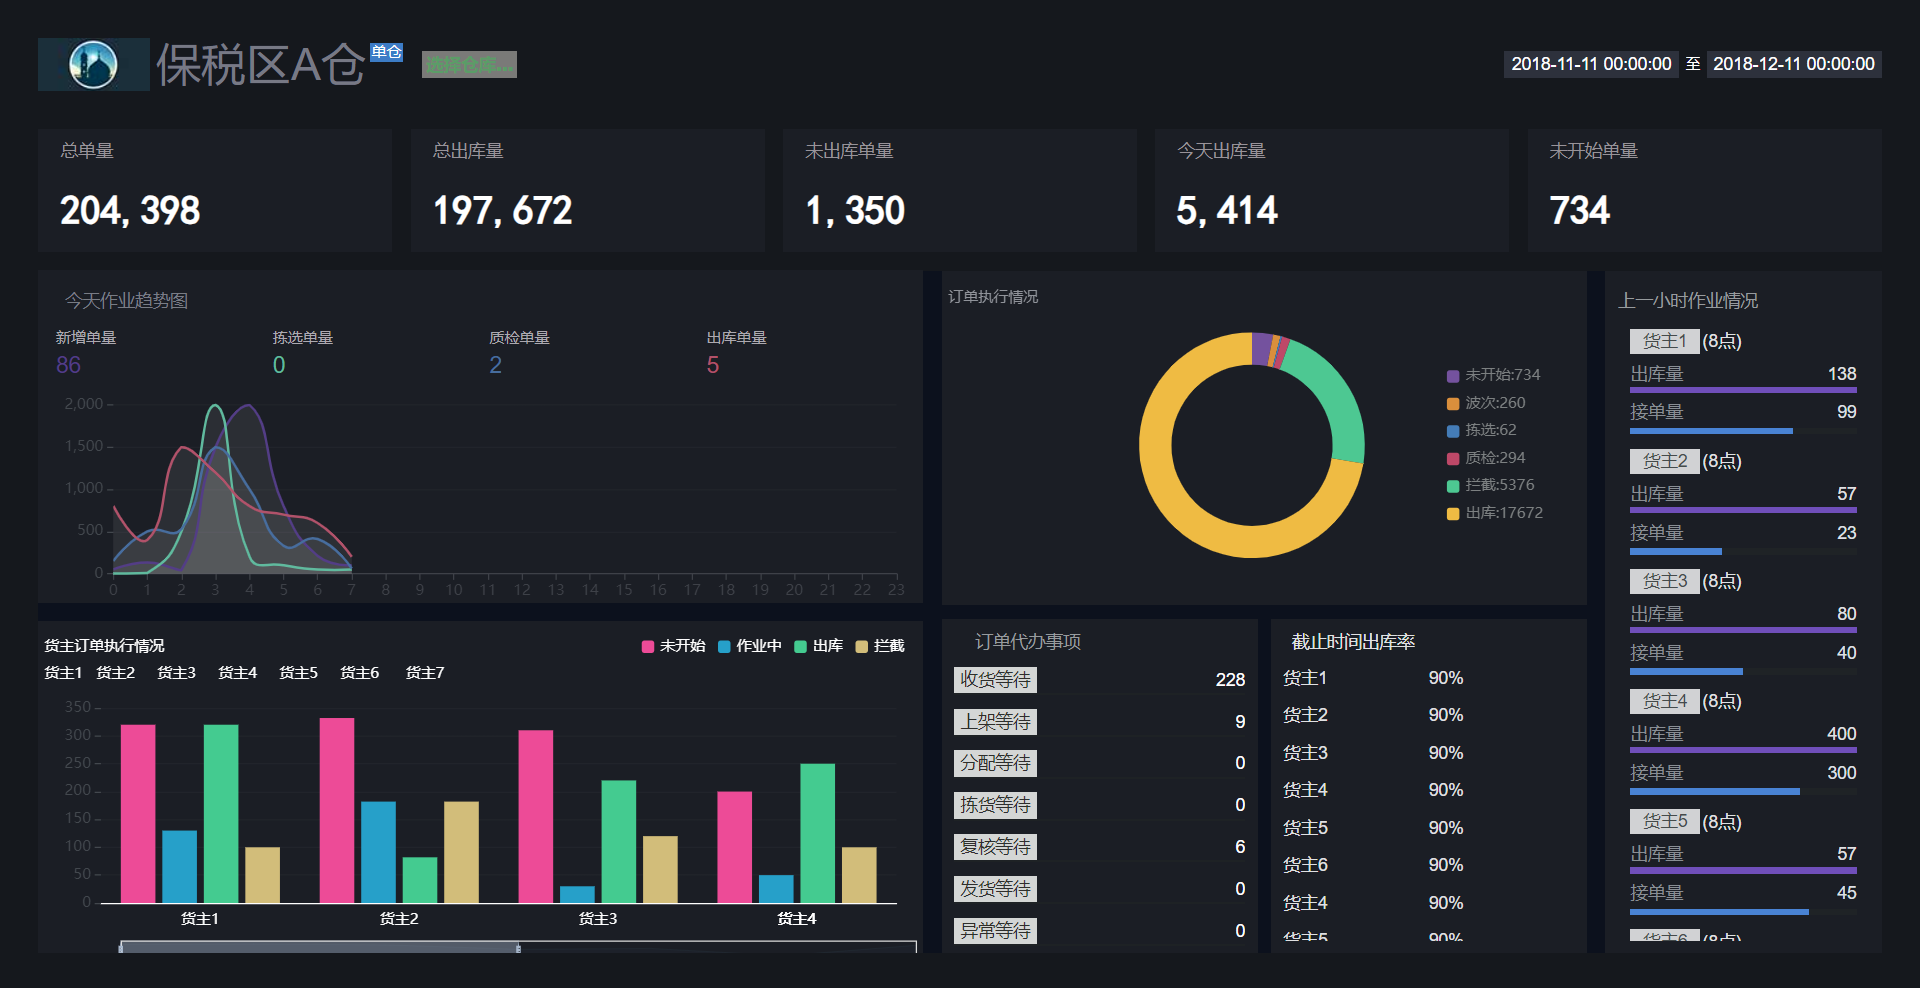 保税区A仓 单仓 选择仓库...
2018-11-11 00:00:00 至 2018-12-11 00:00:00
总单量 总出库量 未出库单量 今天出库量 未开始单量
204, 398 197, 672 1, 350 5, 414 734
今天作业趋势图
新增单量 拣选单量 质检单量 出库单量
86 0 2 5
2,000
1,500
1,000
500
0
0 1 2 3 4 5 6 7 8 9 10 11 12 13 14 15 16 17 18 19 20 21 22 23
订单执行情况
未开始:734
波次:260
拣选:62
质检:294
拦截:5376
出库:17672
上一小时作业情况
货主1 (8点)
出库量 138
接单量 99
货主2 (8点)
出库量 57
接单量 23
货主3 (8点)
出库量 80
接单量 40
货主4 (8点)
出库量 400
接单量 300
货主5 (8点)
出库量 57
接单量 45
货主6 (8点)
货主订单执行情况
未开始 作业中 出库 拦截
货主1 货主2 货主3 货主4 货主5 货主6 货主7
350
300
250
200
150
100
50
0
货主1 货主2 货主3 货主4
订单代办事项
收货等待 228
上架等待 9
分配等待 0
拣货等待 0
复核等待 6
发货等待 0
异常等待 0
截止时间出库率
货主1 90%
货主2 90%
货主3 90%
货主4 90%
货主5 90%
货主6 90%
货主4 90%
货主5 90%